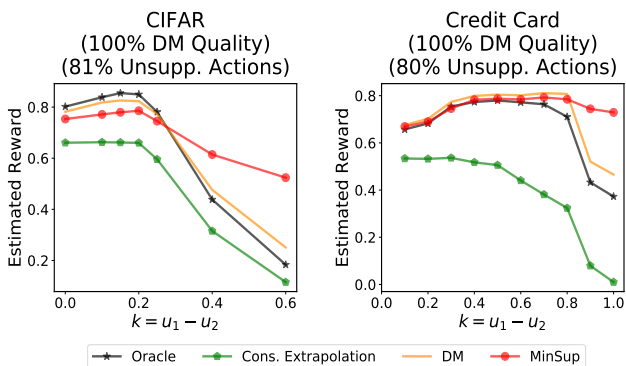 CIFAR
(100% DM Quality)
(81% Unsupp. Actions)
Estimated Reward
0.8
0.6
0.4
0.2
0.0 0.2 0.4 0.6
k = u₁ − u₂
Credit Card
(100% DM Quality)
(80% Unsupp. Actions)
Estimated Reward
0.8
0.6
0.4
0.2
0.0
0.2 0.4 0.6 0.8 1.0
k = u₁ − u₂
Oracle Cons. Extrapolation DM MinSup